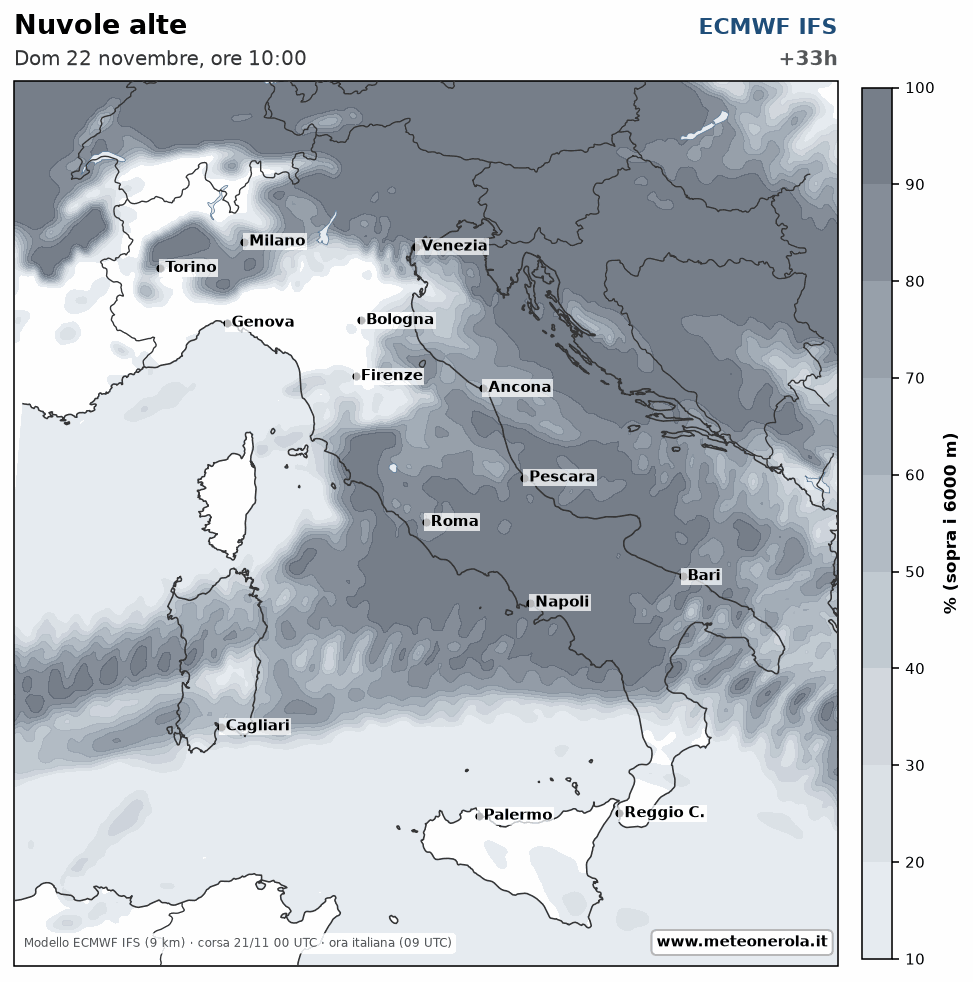 Nuvole alte
ECMWF IFS
Dom 22 novembre, ore 10:00
+33h
100
90
80
70
60
50
40
30
20
10
% (sopra i 6000 m)
Milano
Venezia
Torino
Genova
Bologna
Firenze
Ancona
Pescara
Roma
Bari
Napoli
Cagliari
Palermo
Reggio C.
Modello ECMWF IFS (9 km) · corsa 21/11 00 UTC · ora italiana (09 UTC)
www.meteonerola.it